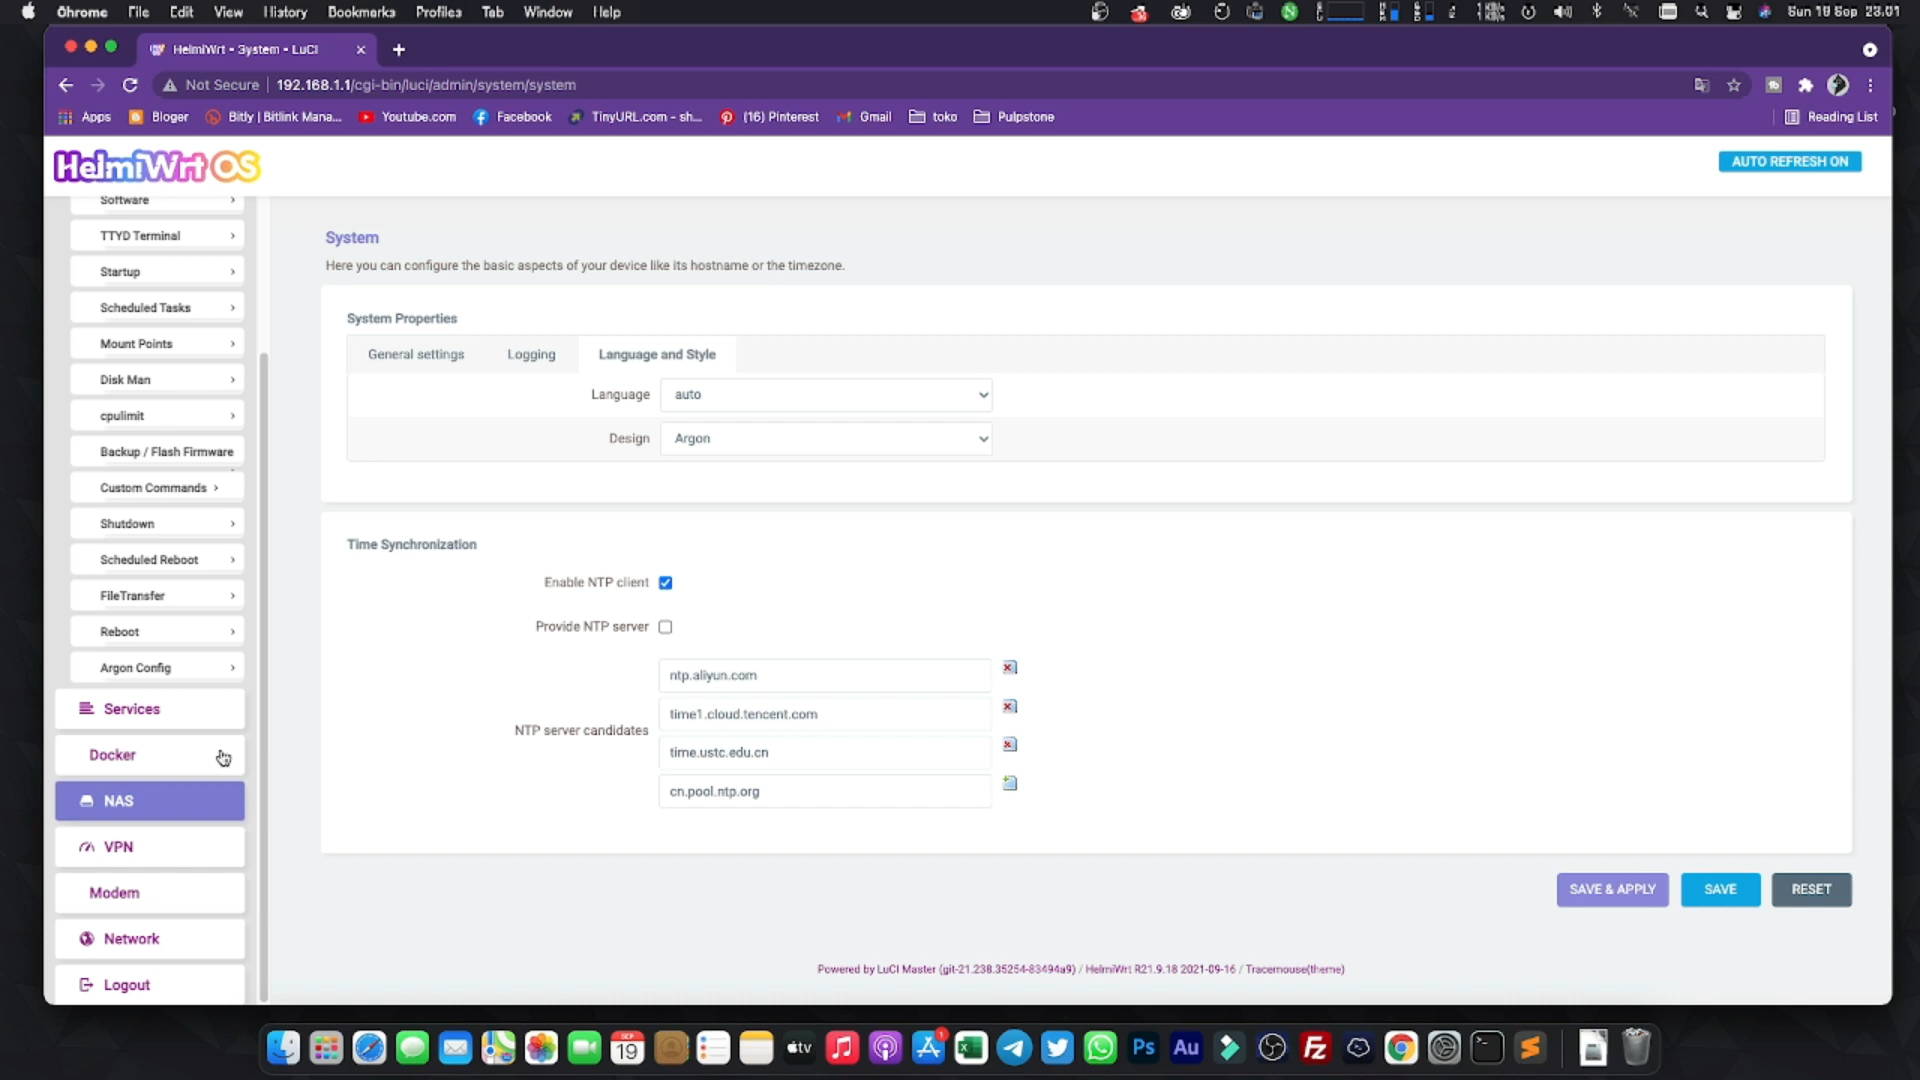 Chrome File Edit View History Bookmarks Profiles Tab Window Help
Sun 19 Sep 23.01
HelmiWrt - System - LuCI
Not Secure 192.168.1.1/cgi-bin/luci/admin/system/system
Apps Bloger Bitly | Bitlink Mana... Youtube.com Facebook TinyURL.com - sh... (16) Pinterest Gmail toko Pulpstone Reading List
HelmiWrt OS
AUTO REFRESH ON
Software
TTYD Terminal
Startup
Scheduled Tasks
Mount Points
Disk Man
cpulimit
Backup / Flash Firmware
Custom Commands
Shutdown
Scheduled Reboot
FileTransfer
Reboot
Argon Config
Services
Docker
NAS
VPN
Modem
Network
Logout
System
Here you can configure the basic aspects of your device like its hostname or the timezone.
System Properties
General settings Logging Language and Style
Language auto
Design Argon
Time Synchronization
Enable NTP client
Provide NTP server
NTP server candidates
ntp.aliyun.com
time1.cloud.tencent.com
time.ustc.edu.cn
cn.pool.ntp.org
SAVE & APPLY SAVE RESET
Powered by LuCI Master (git-21.238.35254-83494a9) / HelmiWrt R21.9.18 2021-09-16 / Tracemouse(theme)
SEP
19
tv
Ps
Au
Fz